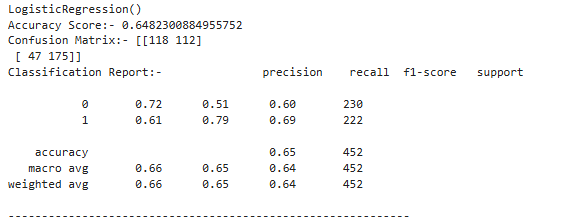 LogisticRegression()
Accuracy Score:- 0.6482300884955752
Confusion Matrix:- [[118 112]
 [ 47 175]]
Classification Report:-               precision    recall  f1-score   support

           0       0.72      0.51      0.60       230
           1       0.61      0.79      0.69       222

    accuracy                           0.65       452
   macro avg       0.66      0.65      0.64       452
weighted avg       0.66      0.65      0.64       452

----------------------------------------------------------